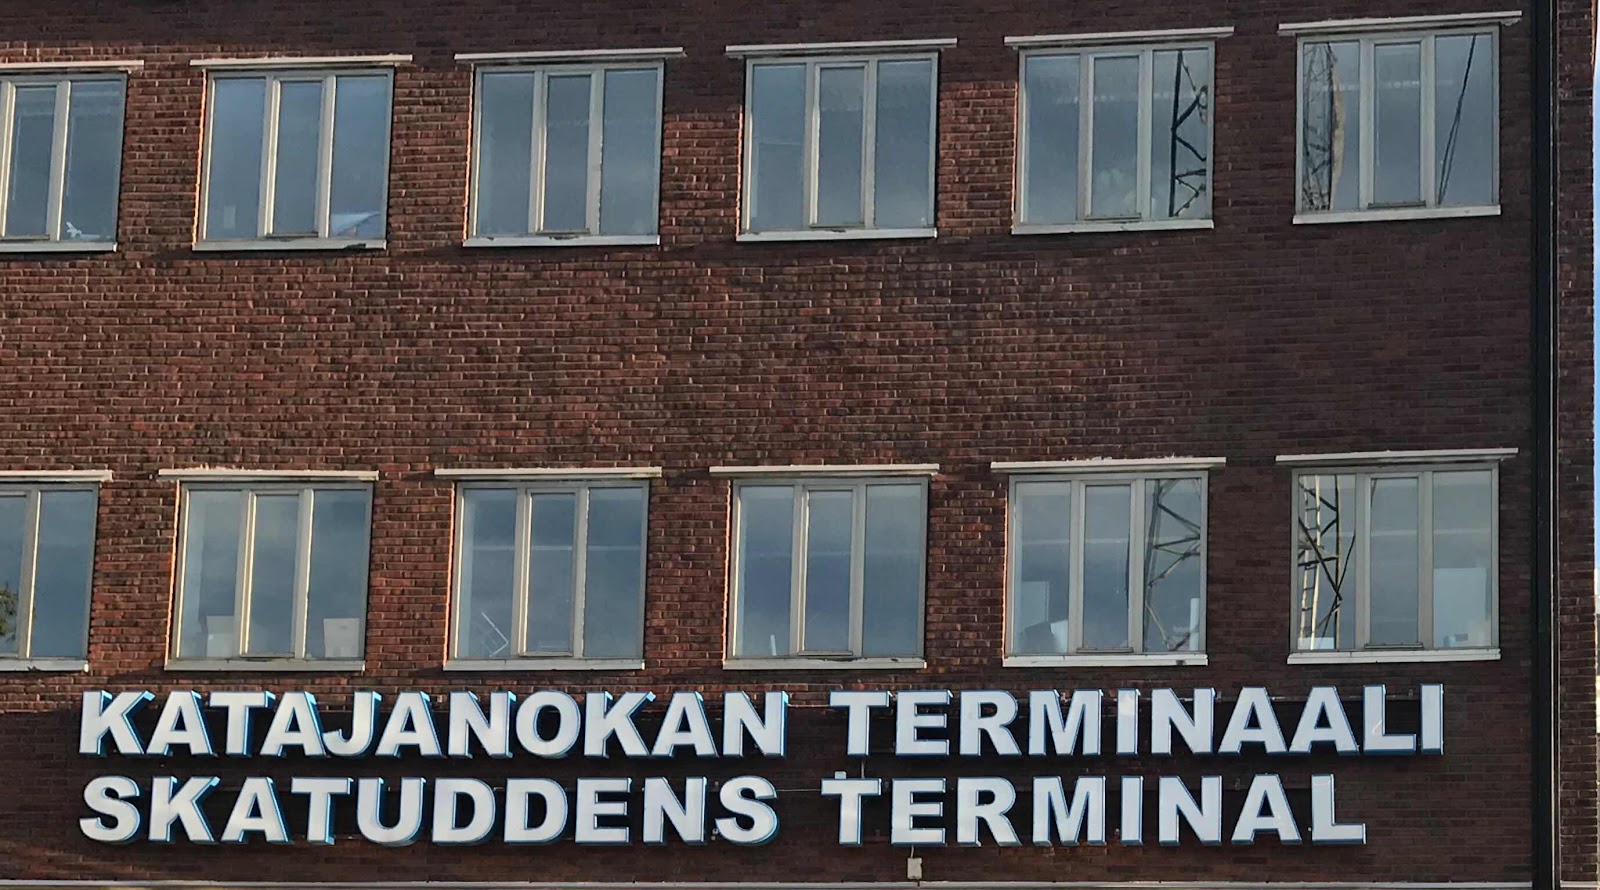 KATAJANOKAN TERMINAALI
SKATUDDENS TERMINAL